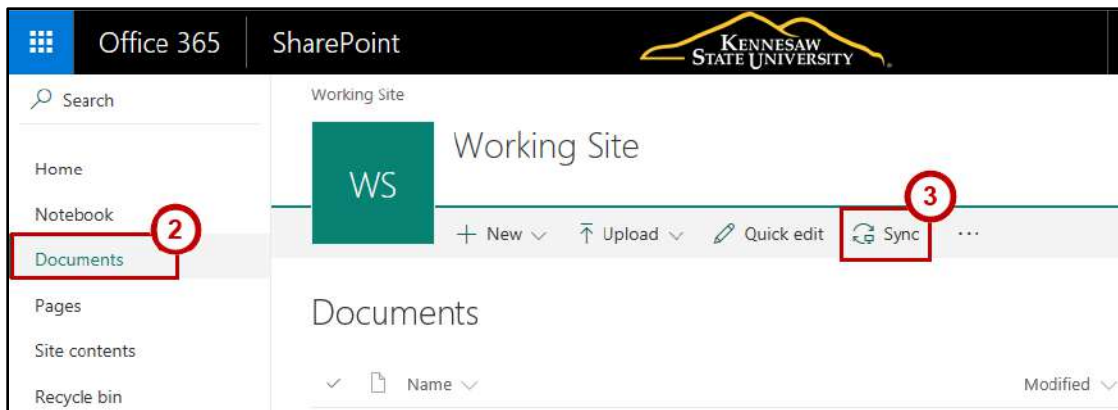 Office 365
SharePoint
KENNESAW
STATE UNIVERSITY
Search
Home
Notebook
2
Documents
Pages
Site contents
Recycle bin
Working Site
WS
Working Site
3
New
Upload
Quick edit
Sync
...
Documents
Name
Modified